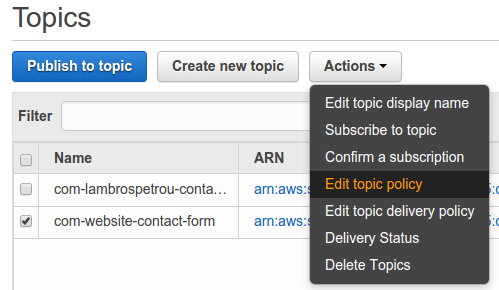 Topics
Publish to topic
Create new topic
Actions
Filter
Edit topic display name
Subscribe to topic
Confirm a subscription
Edit topic policy
Edit topic delivery policy
Delivery Status
Delete Topics
Name
ARN
com-lambrospetrou-conta...
arn:aws:s
com-website-contact-form
arn:aws:s